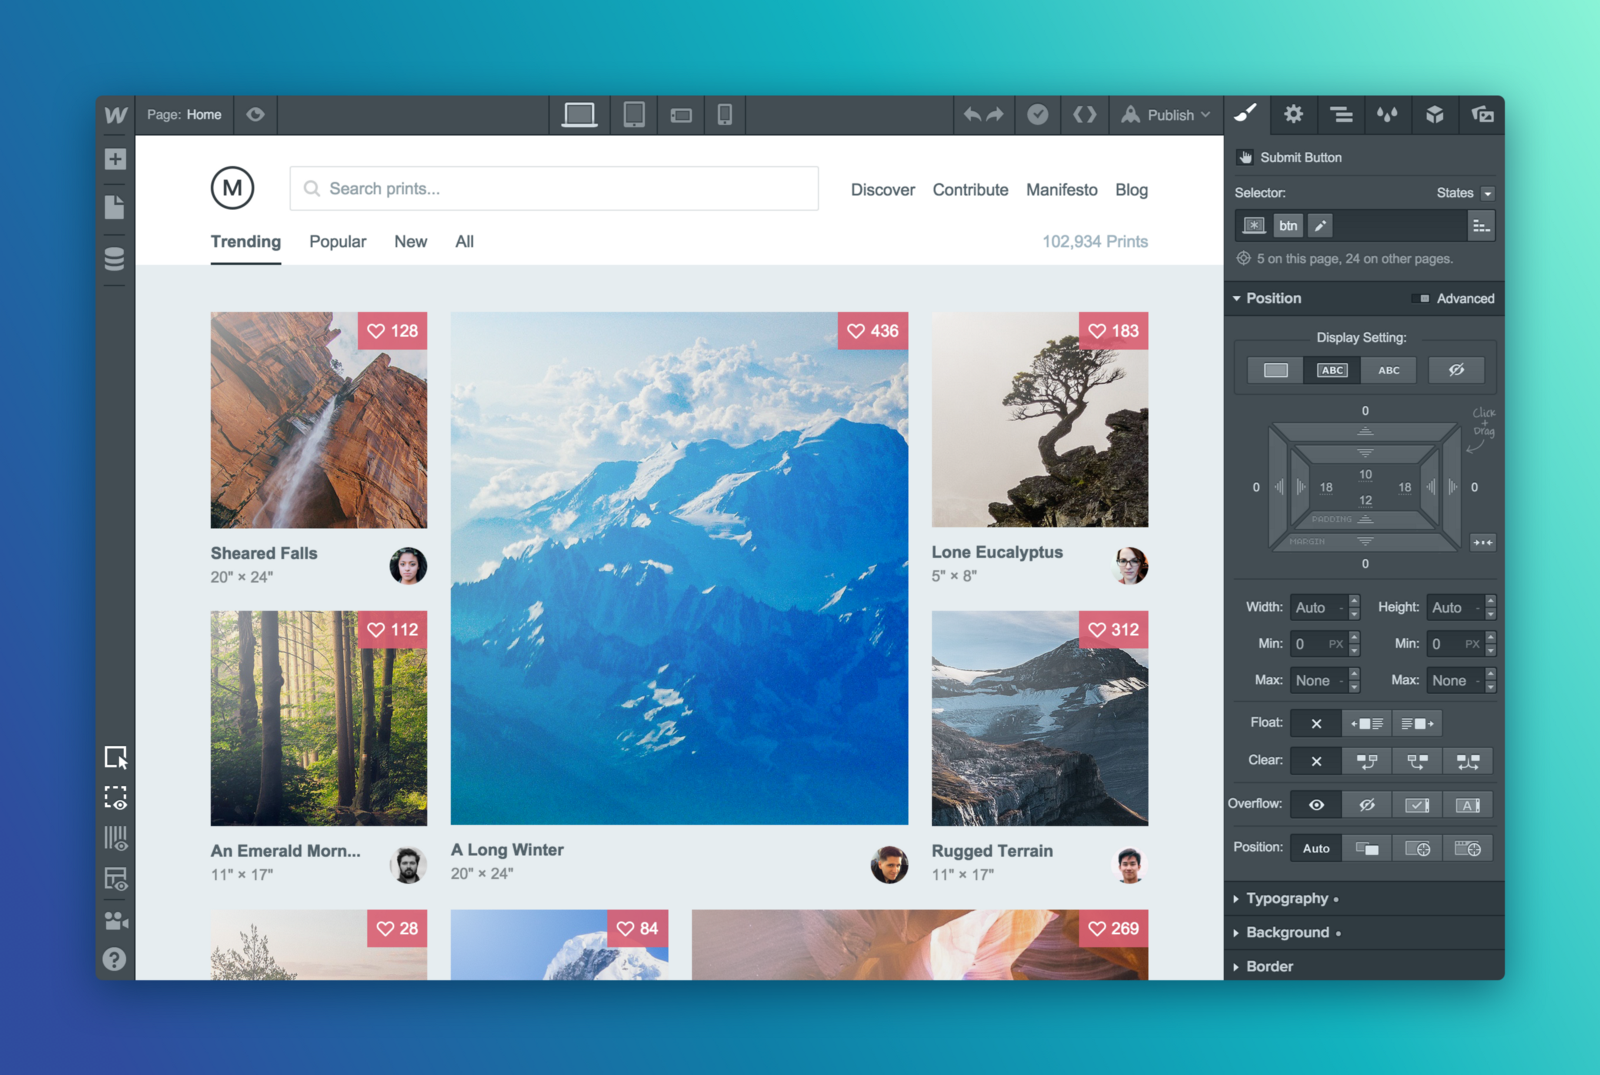 W
Page: Home
Publish
M
Search prints...
Discover
Contribute
Manifesto
Blog
Trending
Popular
New
All
102,934 Prints
128
436
183
Sheared Falls
20" × 24"
Lone Eucalyptus
5" × 8"
112
312
An Emerald Morn...
11" × 17"
A Long Winter
20" × 24"
Rugged Terrain
11" × 17"
28
84
269
?
Submit Button
Selector:
States
btn
5 on this page, 24 on other pages.
Position
Advanced
Display Setting:
ABC
ABC
0
Click
+
Drag
10
0
18
18
0
12
PADDING
MARGIN
0
Width: Auto -
Height: Auto -
Min: 0 PX
Min: 0 PX
Max: None -
Max: None -
Float:
Clear:
Overflow:
A
Position: Auto
Typography
Background
Border